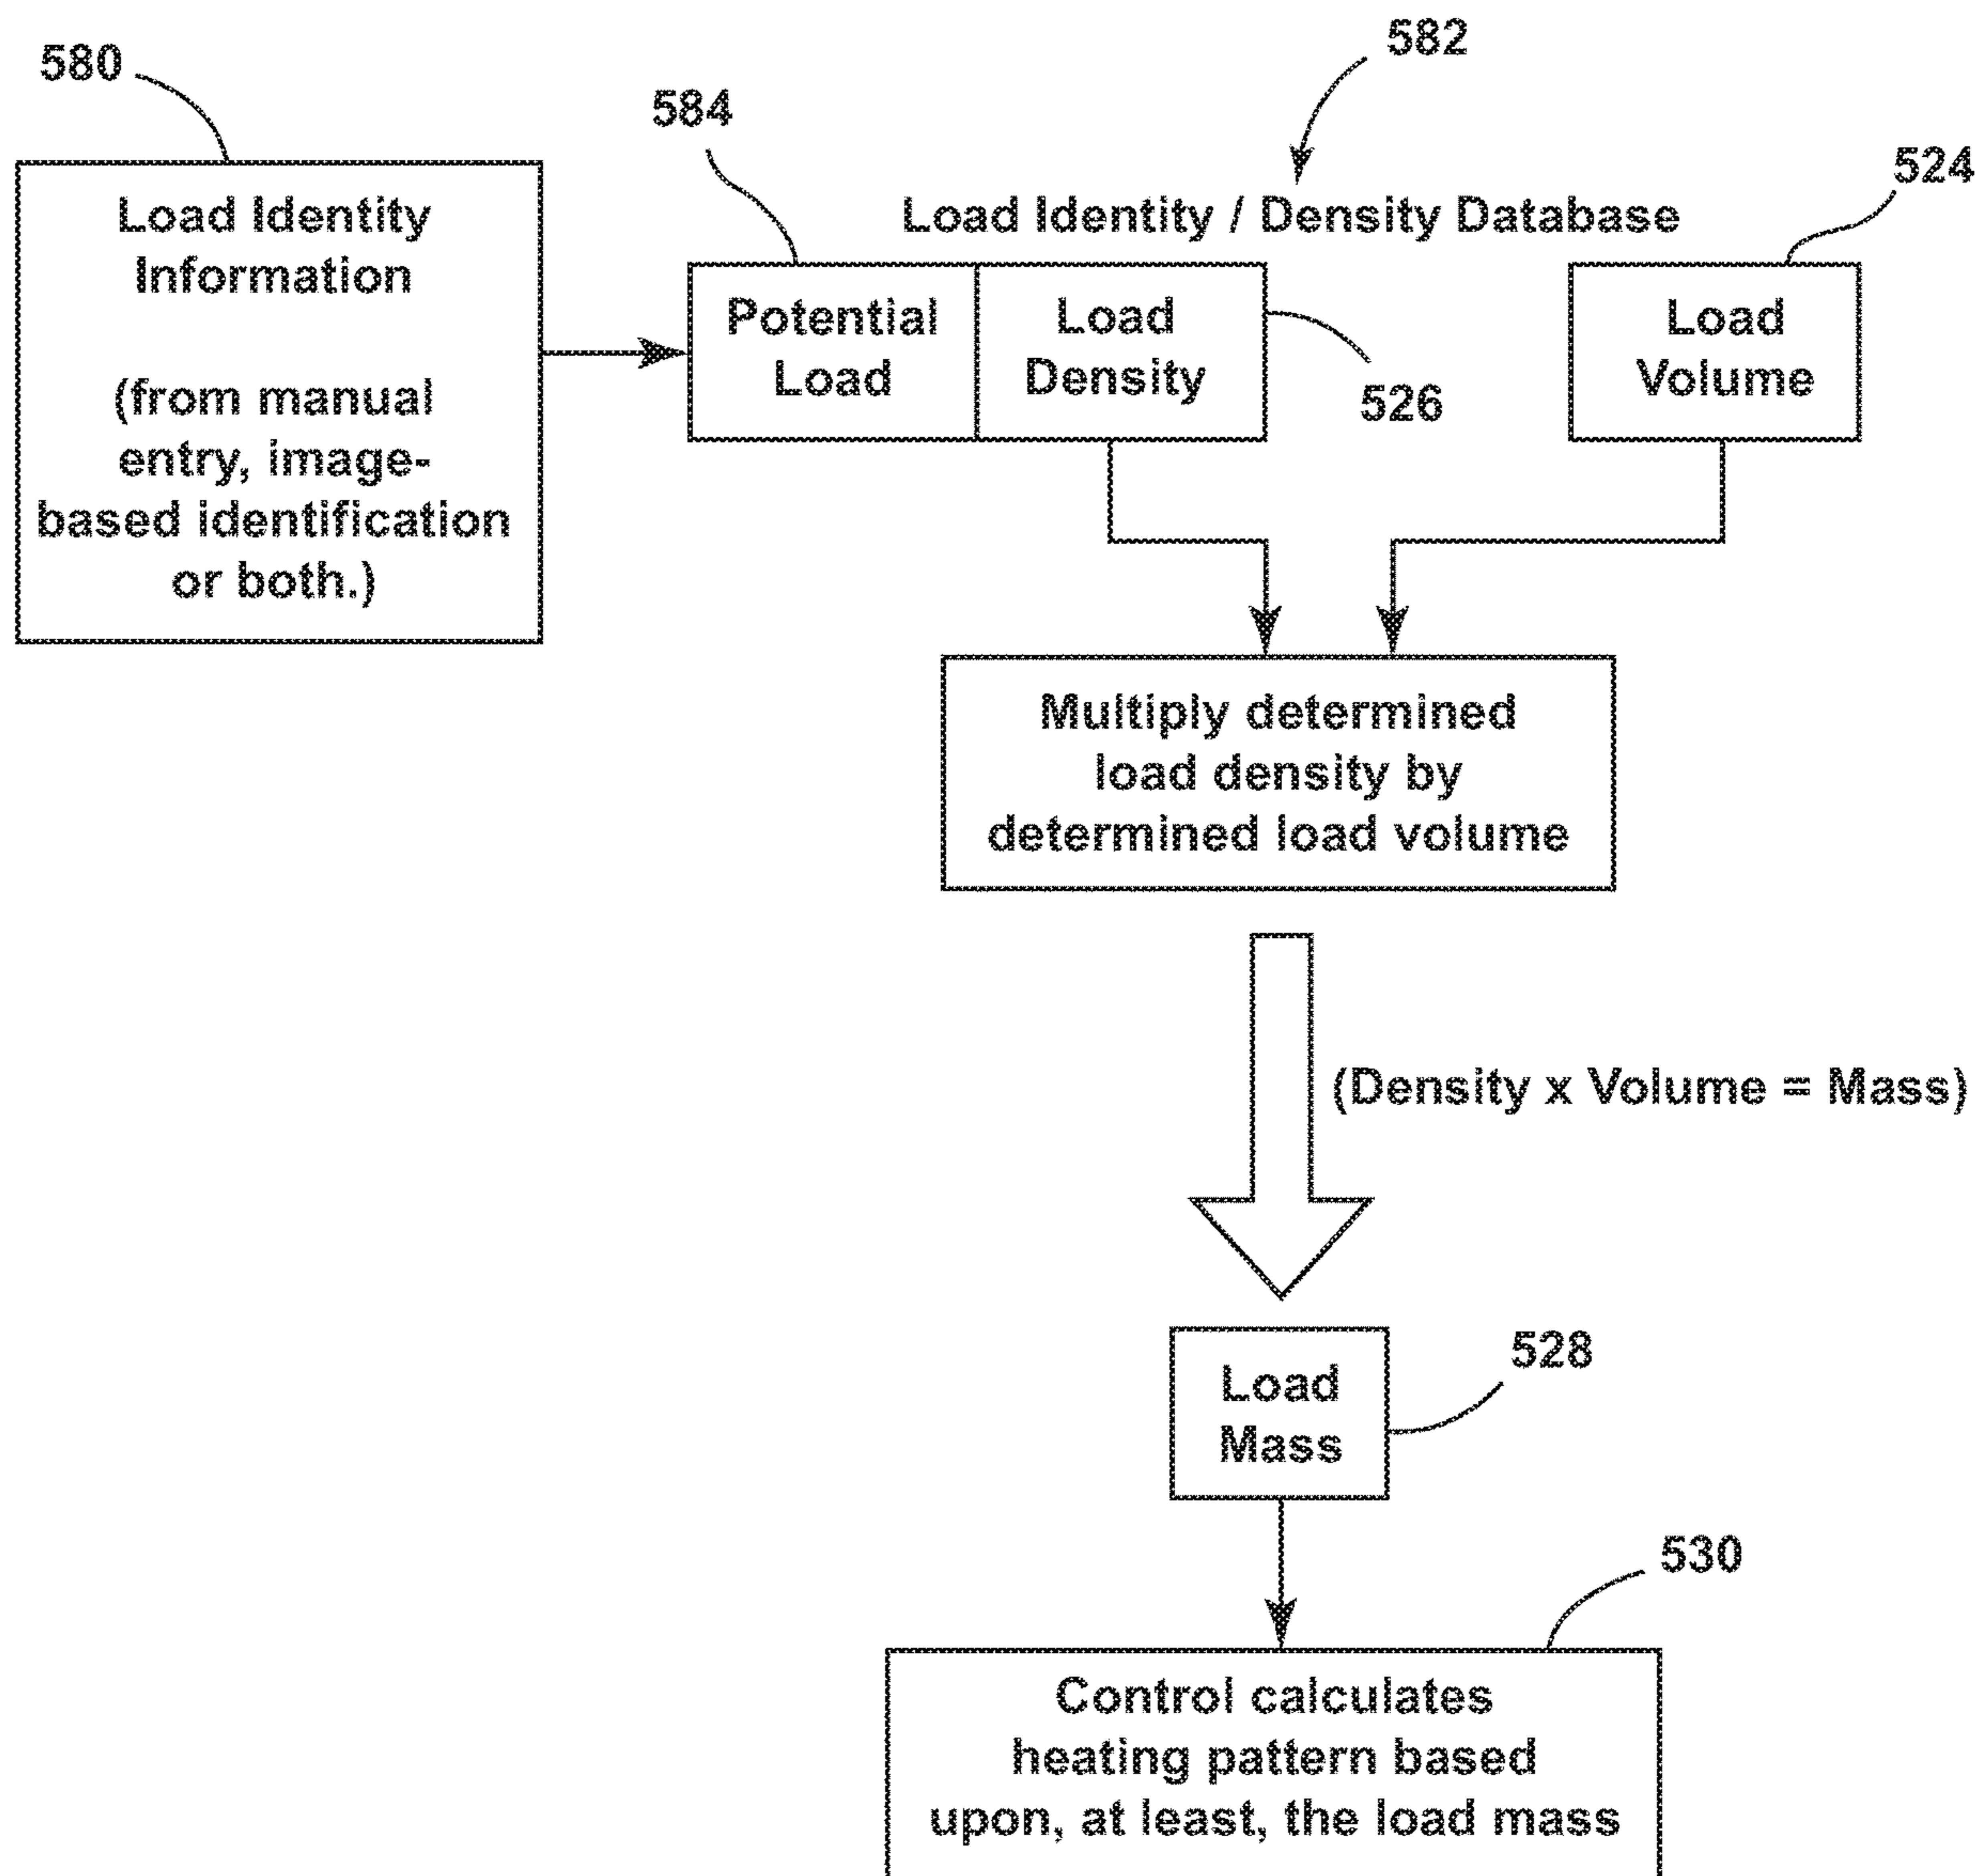 580
582
584
524
Load Identity
Information
(from manual
entry, image-
based identification
or both.)
Load Identity / Density Database
Potential
Load
Load
Density
526
Load
Volume
Multiply determined
load density by
determined load volume
(Density x Volume = Mass)
Load
Mass
528
530
Control calculates
heating pattern based
upon, at least, the load mass